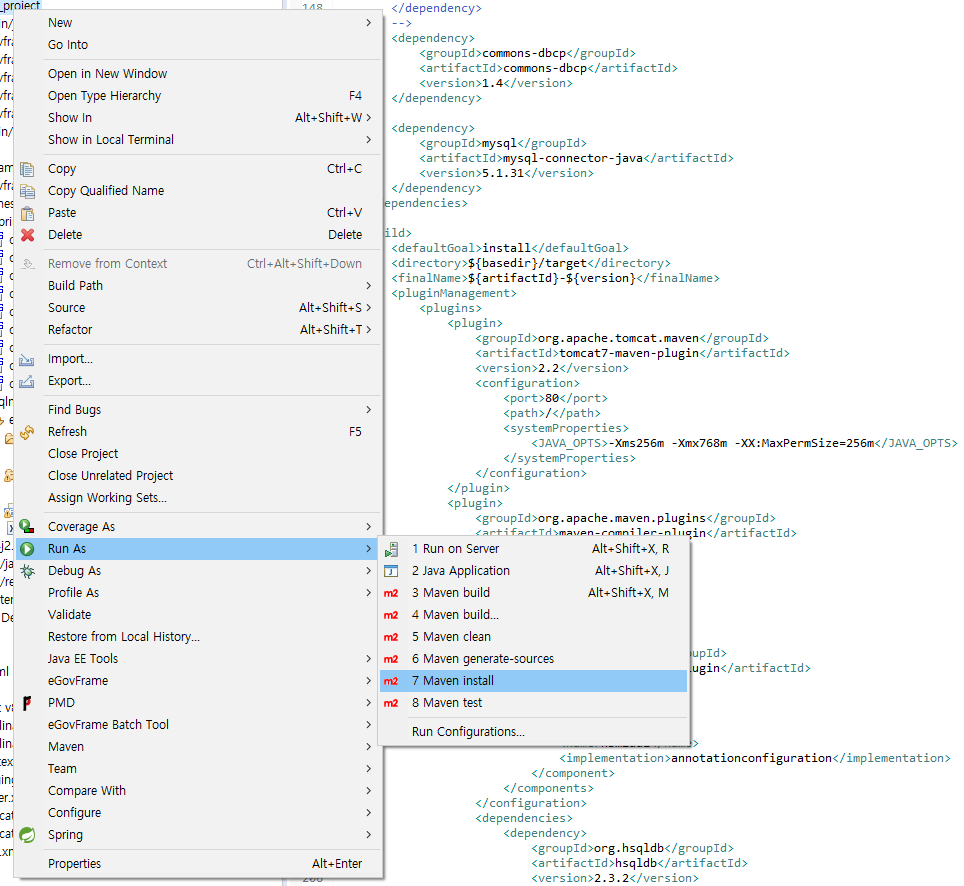 _project
New
Go Into
Open in New Window
Open Type Hierarchy F4
Show In Alt+Shift+W >
Show in Local Terminal >
Copy Ctrl+C
Copy Qualified Name
Paste Ctrl+V
Delete Delete
Remove from Context Ctrl+Alt+Shift+Down
Build Path >
Source Alt+Shift+S >
Refactor Alt+Shift+T >
Import...
Export...
Find Bugs >
Refresh F5
Close Project
Close Unrelated Project
Assign Working Sets...
Coverage As >
Run As >
Debug As >
Profile As >
Validate
Restore from Local History...
Java EE Tools >
eGovFrame >
PMD >
eGovFrame Batch Tool >
Maven >
Team >
Compare With >
Configure >
Spring >
Properties Alt+Enter
1 Run on Server Alt+Shift+X, R
2 Java Application Alt+Shift+X, J
m2 3 Maven build Alt+Shift+X, M
m2 4 Maven build...
m2 5 Maven clean
m2 6 Maven generate-sources
m2 7 Maven install
m2 8 Maven test
Run Configurations...
148 </dependency>
-->
<dependency>
<groupId>commons-dbcp</groupId>
<artifactId>commons-dbcp</artifactId>
<version>1.4</version>
</dependency>
<dependency>
<groupId>mysql</groupId>
<artifactId>mysql-connector-java</artifactId>
<version>5.1.31</version>
</dependency>
ependencies>
ild>
<defaultGoal>install</defaultGoal>
<directory>${basedir}/target</directory>
<finalName>${artifactId}-${version}</finalName>
<pluginManagement>
<plugins>
<plugin>
<groupId>org.apache.tomcat.maven</groupId>
<artifactId>tomcat7-maven-plugin</artifactId>
<version>2.2</version>
<configuration>
<port>80</port>
<path>/</path>
<systemProperties>
<JAVA_OPTS>-Xms256m -Xmx768m -XX:MaxPermSize=256m</JAVA_OPTS>
</systemProperties>
</configuration>
</plugin>
<plugin>
<groupId>org.apache.maven.plugins</groupId>
<artifactId>maven-compiler-plugin</artifactId>
upId>
ugin</artifactId>
<implementation>annotationconfiguration</implementation>
</component>
</components>
</configuration>
<dependencies>
<dependency>
<groupId>org.hsqldb</groupId>
<artifactId>hsqldb</artifactId>
<version>2.3.2</version>